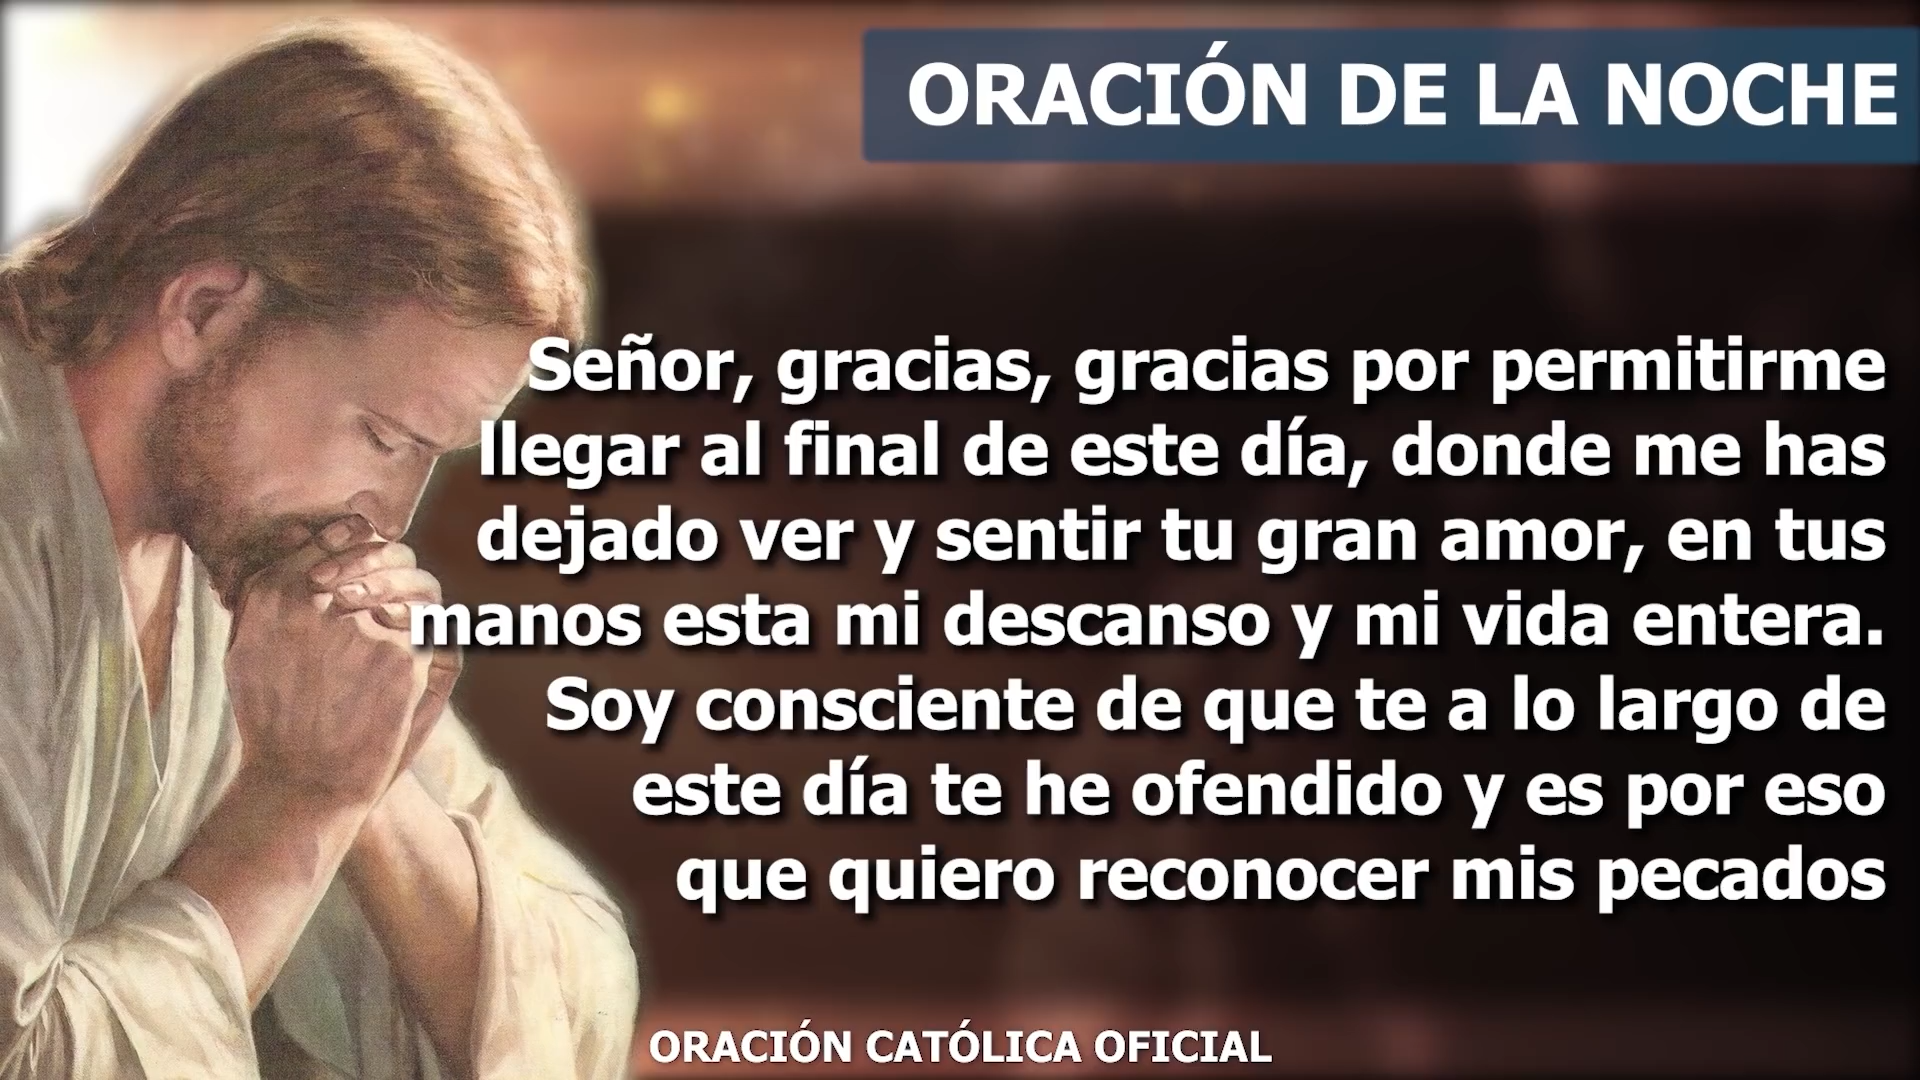 ORACIÓN DE LA NOCHE
Señor, gracias, gracias por permitirme
llegar al final de este día, donde me has
dejado ver y sentir tu gran amor, en tus
manos esta mi descanso y mi vida entera.
Soy consciente de que te a lo largo de
este día te he ofendido y es por eso
que quiero reconocer mis pecados
ORACIÓN CATÓLICA OFICIAL